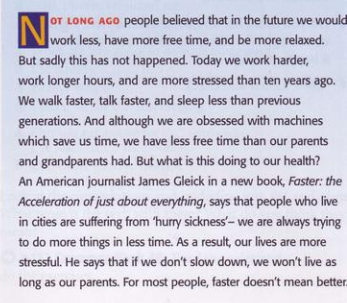 NOT LONG AGO people believed that in the future we would
work less, have more free time, and be more relaxed.
But sadly this has not happened. Today we work harder,
work longer hours, and are more stressed than ten years ago.
We walk faster, talk faster, and sleep less than previous
generations. And although we are obsessed with machines
which save us time, we have less free time than our parents
and grandparents had. But what is this doing to our health?
An American journalist James Gleick in a new book, Faster: the
Acceleration of just about everything, says that people who live
in cities are suffering from ‘hurry sickness’– we are always trying
to do more things in less time. As a result, our lives are more
stressful. He says that if we don’t slow down, we won’t live as
long as our parents. For most people, faster doesn’t mean better.